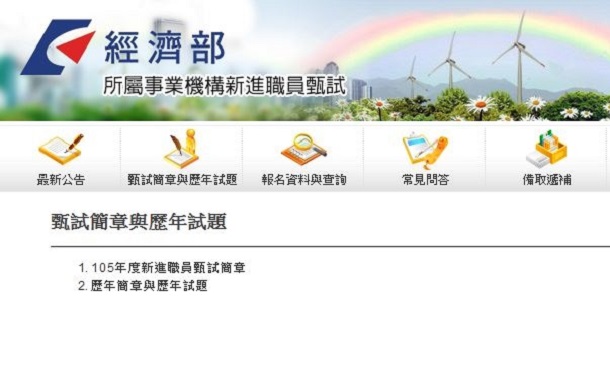 經濟部
所屬事業機構新進職員甄試
最新公告
甄試簡章與歷年試題
報名資料與查詢
常見問答
備取遞補
甄試簡章與歷年試題
1. 105年度新進職員甄試簡章
2. 歷年簡章與歷年試題